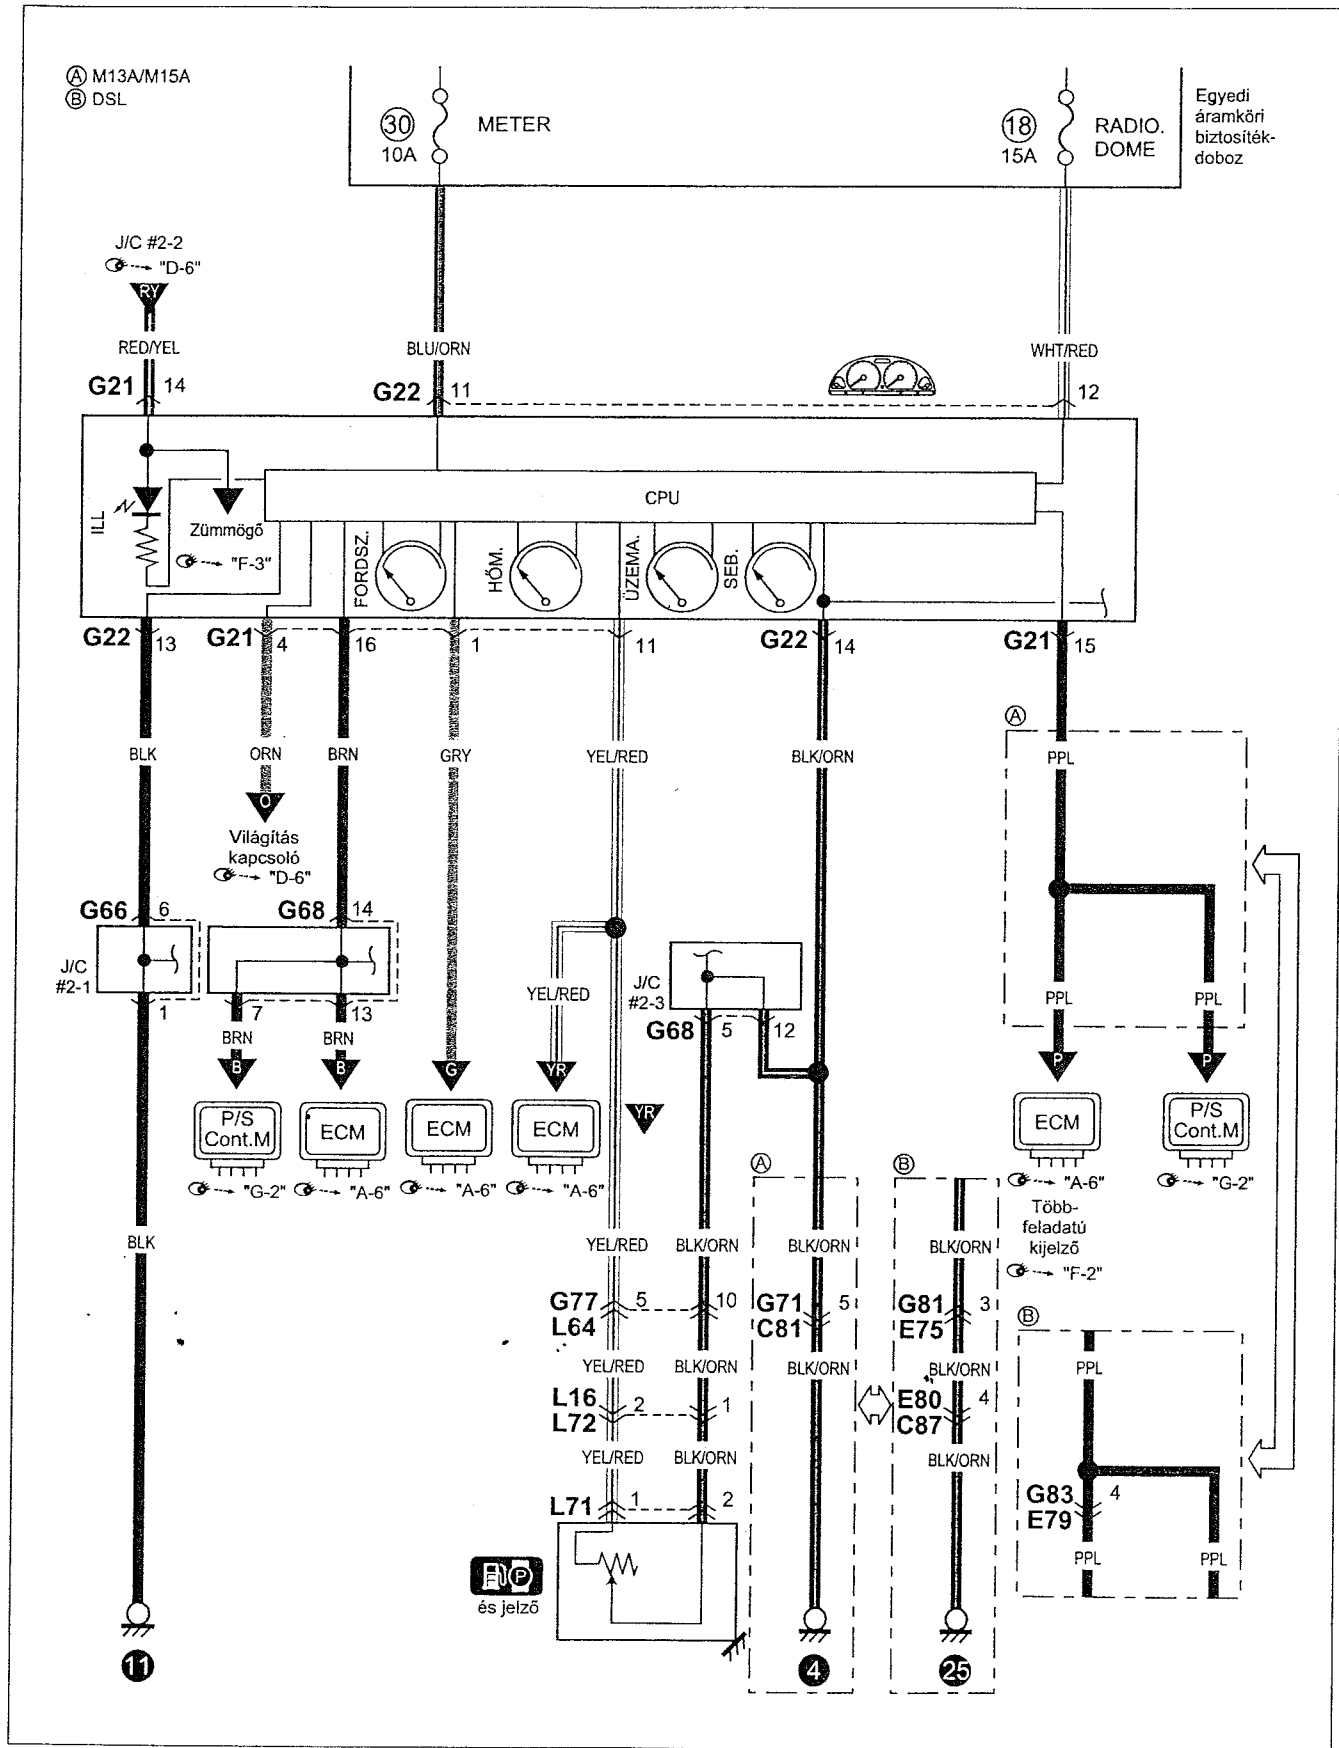 Ⓐ M13A/M15A
Ⓑ DSL
30
10A
METER
18
15A
RADIO.
DOME
Egyedi
áramköri
biztosíték-
doboz
J/C #2-2
"D-6"
RY
RED/YEL
BLU/ORN
WHT/RED
G21 14
G22 11
12
CPU
ILL
Zümmögő
"F-3"
FORDSZ.
HŐM.
ÜZEMA.
SEB.
G22 13
G21 4
16
1
11
G22 14
G21 15
BLK
ORN
BRN
GRY
YEL/RED
BLK/ORN
Ⓐ
PPL
O
Világítás
kapcsoló
"D-6"
G66 6
G68 14
J/C
#2-1
1
7
13
BRN
BRN
YEL/RED
J/C
#2-3
G68 5
12
PPL
PPL
B
B
G
YR
YR
P
P
P/S
Cont.M
ECM
ECM
ECM
ECM
P/S
Cont.M
"G-2"
"A-6"
"A-6"
"A-6"
"A-6"
"G-2"
Több-
feladatú
kijelző
"F-2"
Ⓐ
Ⓑ
BLK
YEL/RED
BLK/ORN
BLK/ORN
BLK/ORN
G77 5
L64
10
G71 5
C81
G81 3
E75
Ⓑ
YEL/RED
BLK/ORN
BLK/ORN
BLK/ORN
PPL
L16 2
L72
1
E80 4
C87
YEL/RED
BLK/ORN
BLK/ORN
L71 1
2
G83 4
E79
PPL
PPL
P
és jelző
11
4
25